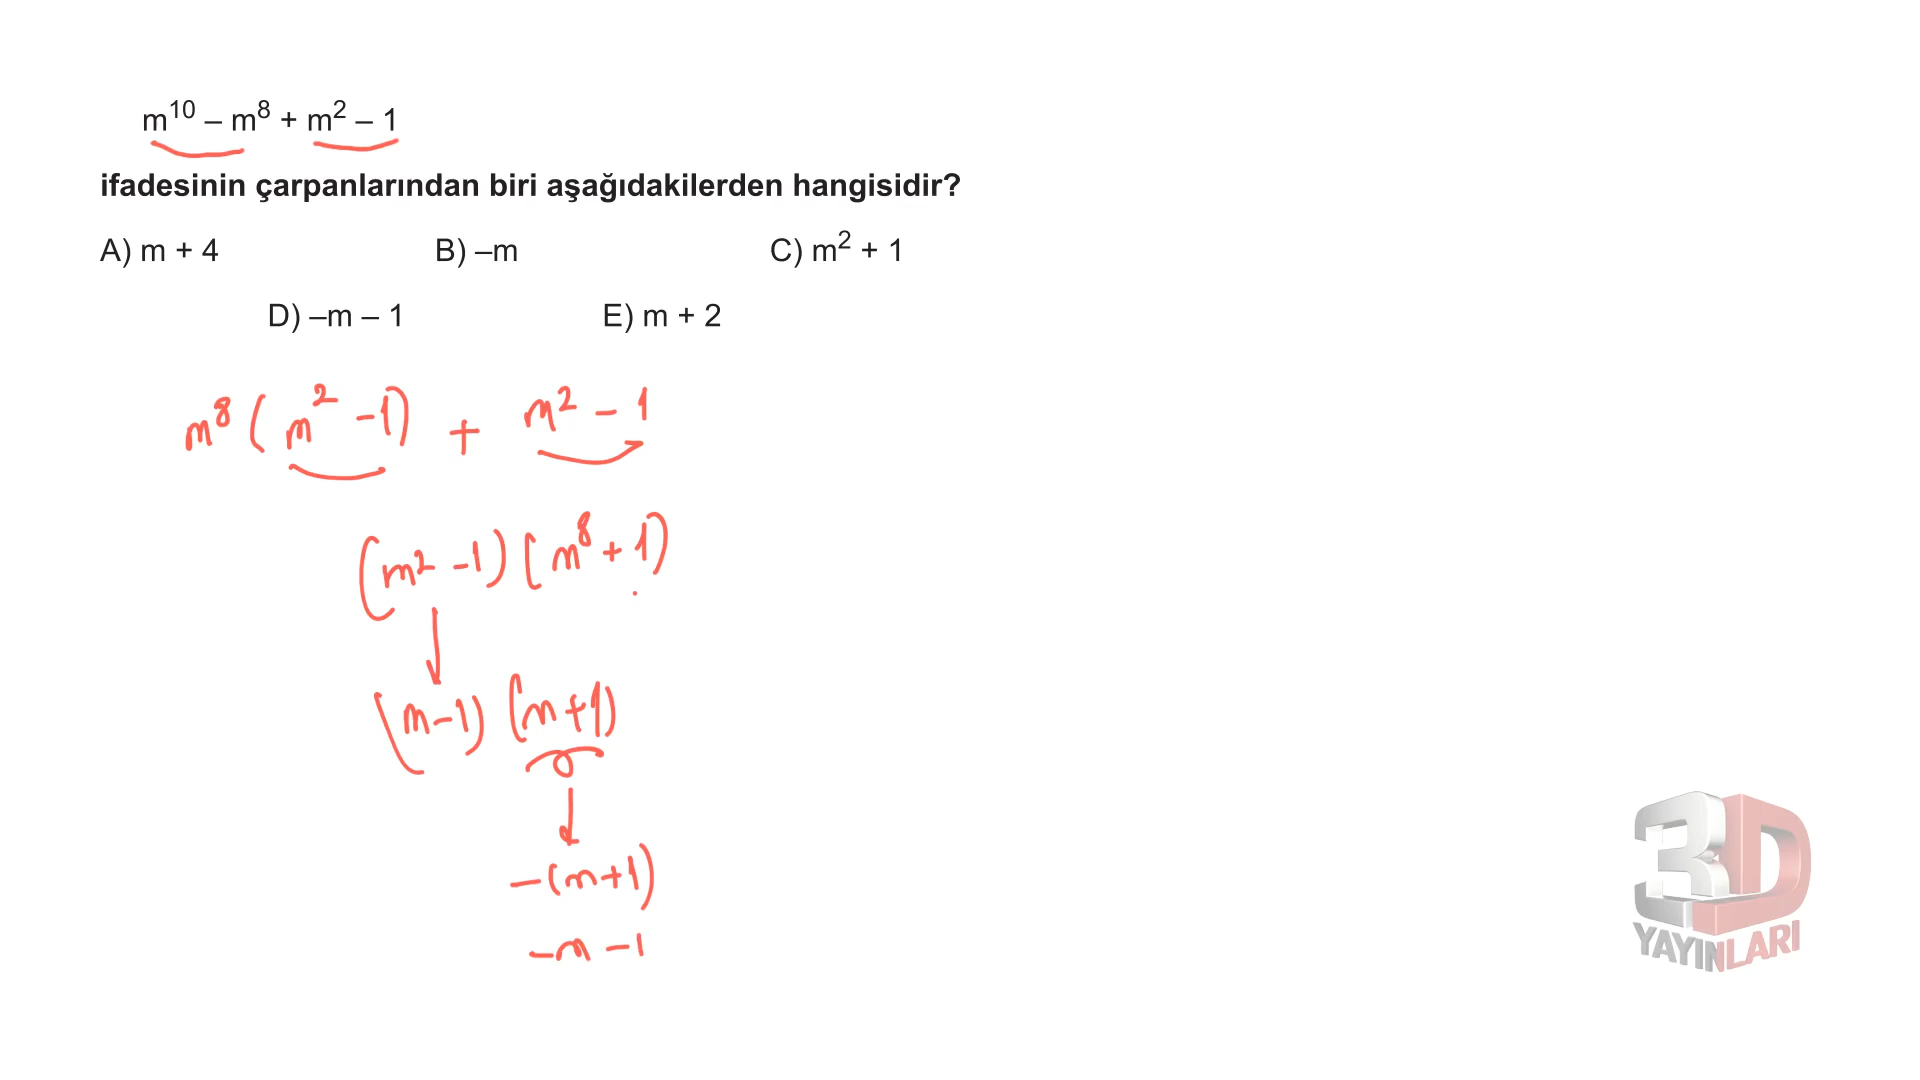 m¹⁰ – m⁸ + m² – 1
ifadesinin çarpanlarından biri aşağıdakilerden hangisidir?
A) m + 4 B) –m C) m² + 1
D) –m – 1 E) m + 2
m⁸ (m² – 1) + m² – 1
(m² – 1) (m⁸ + 1)
(m – 1) (m + 1)
– (m + 1)
– m – 1
3D
YAYINLARI